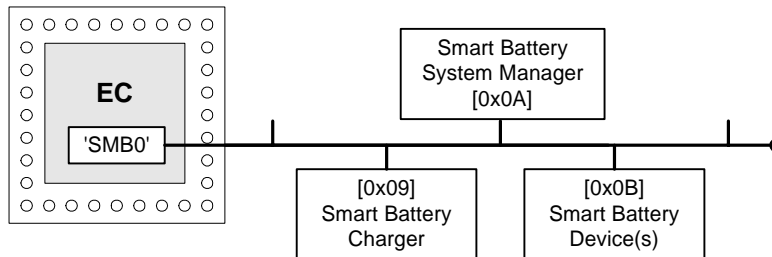 EC
'SMB0'
Smart Battery
System Manager
[0x0A]
[0x09]
Smart Battery
Charger
[0x0B]
Smart Battery
Device(s)